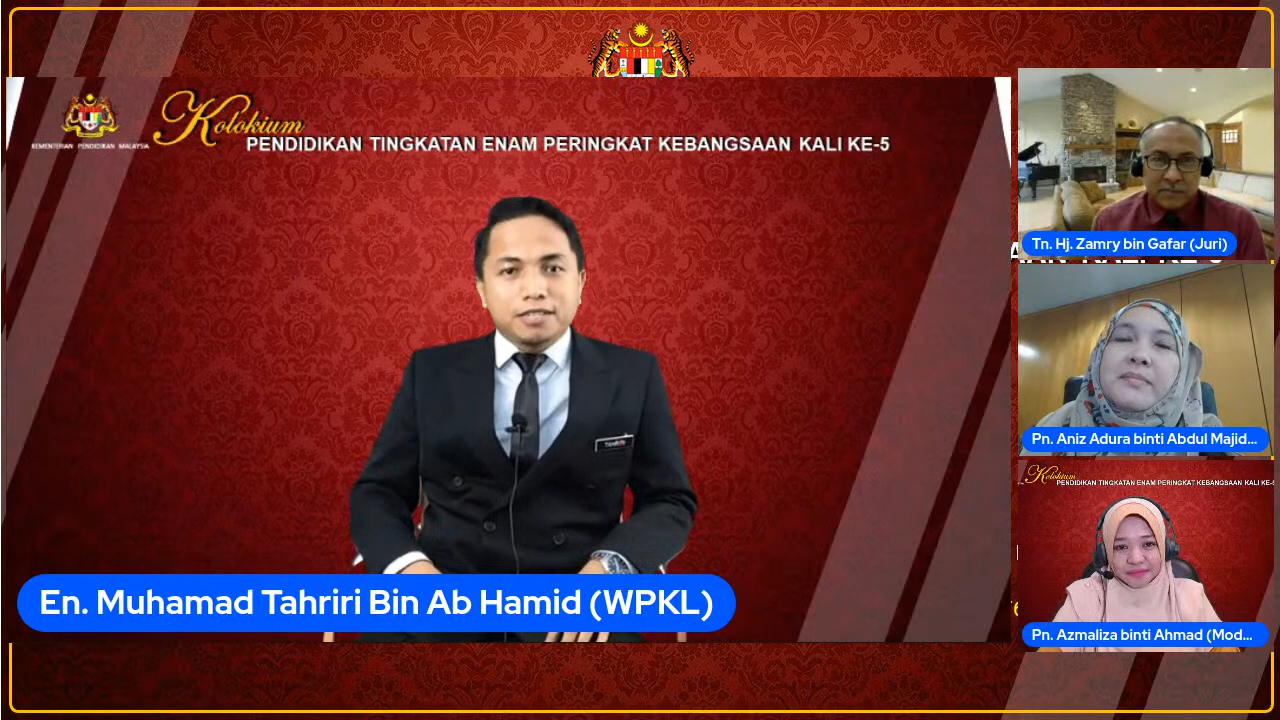 KEMENTERIAN PENDIDIKAN MALAYSIA
Kolokium
PENDIDIKAN TINGKATAN ENAM PERINGKAT KEBANGSAAN KALI KE-5
TAHRIRI
En. Muhamad Tahriri Bin Ab Hamid (WPKL)
Tn. Hj. Zamry bin Gafar (Juri)
Pn. Aniz Adura binti Abdul Majid...
Kolokium
PENDIDIKAN TINGKATAN ENAM PERINGKAT KEBANGSAAN KALI KE-5
Pn. Azmaliza binti Ahmad (Mod...